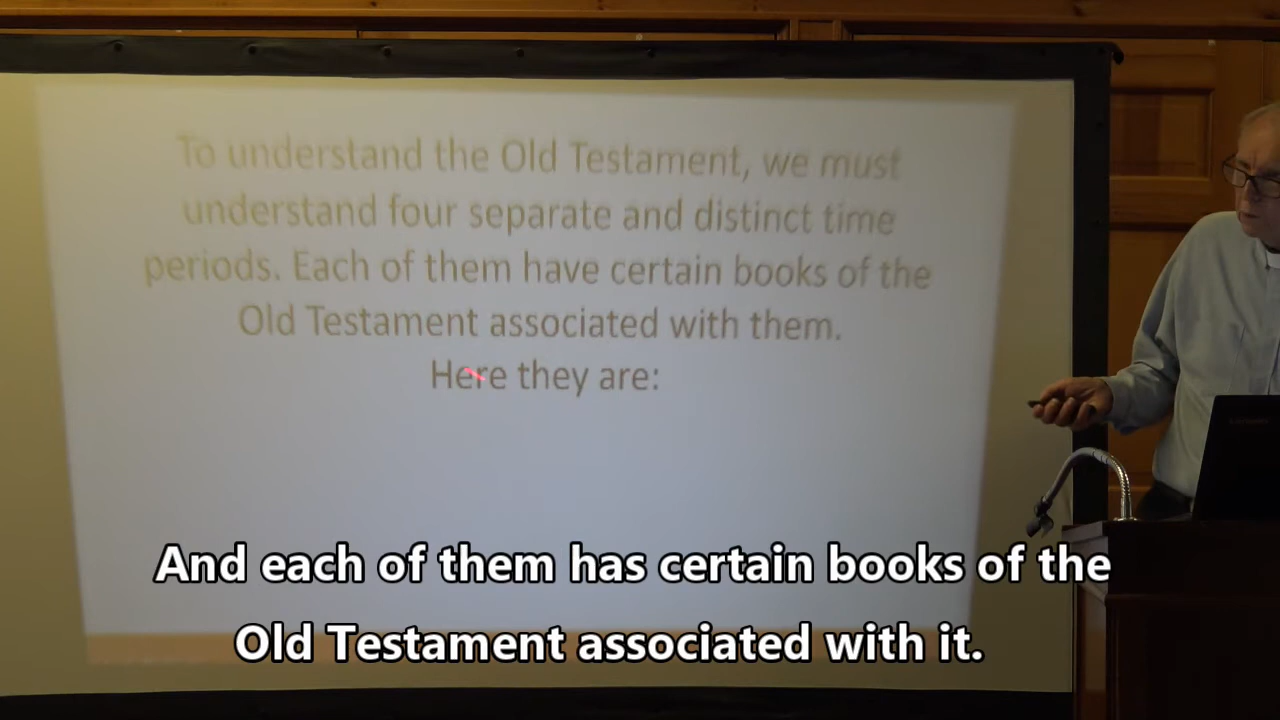 To understand the Old Testament, we must
understand four separate and distinct time
periods. Each of them have certain books of the
Old Testament associated with them.
Here they are:
And each of them has certain books of the
Old Testament associated with it.